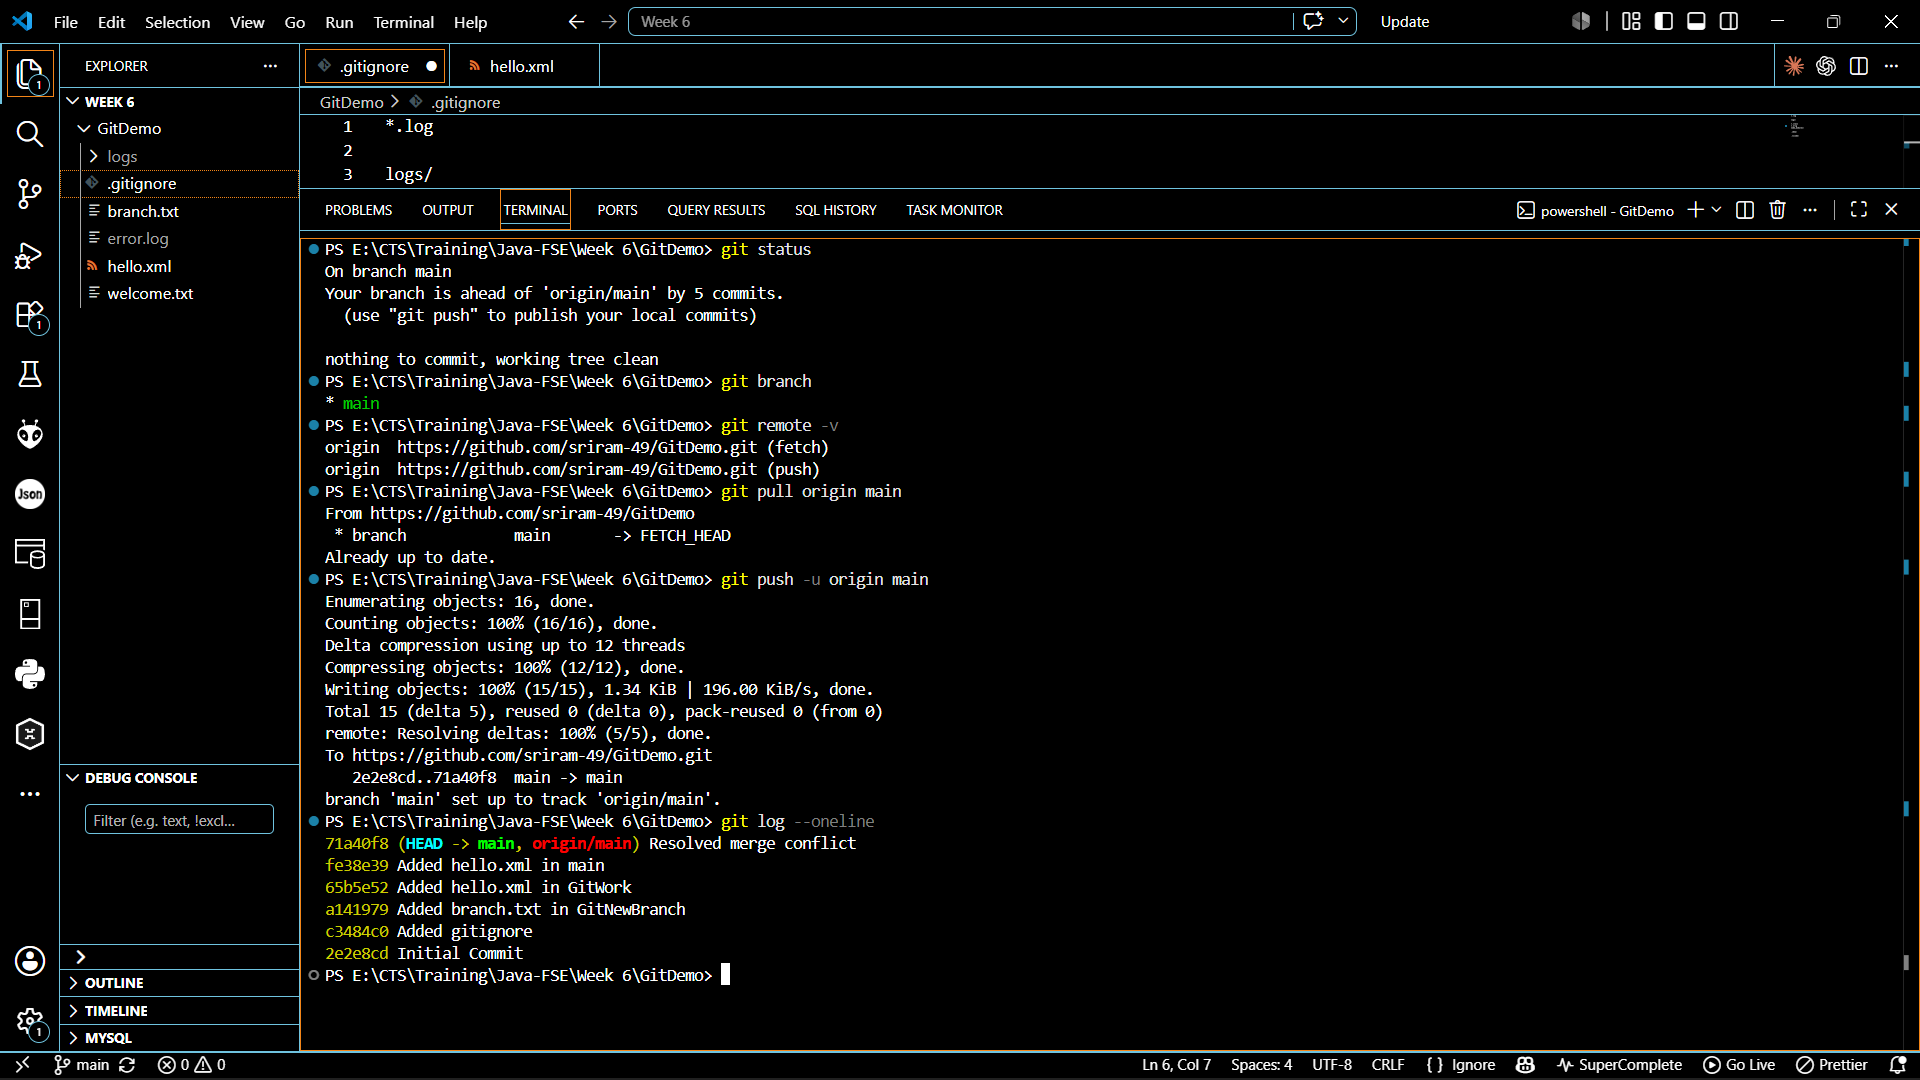 File Edit Selection View Go Run Terminal Help
Week 6
Update
EXPLORER
WEEK 6
GitDemo
logs
.gitignore
branch.txt
error.log
hello.xml
welcome.txt
DEBUG CONSOLE
Filter (e.g. text, !excl...
OUTLINE
TIMELINE
MYSQL
1
1
Json
1
.gitignore
hello.xml
GitDemo > .gitignore
1 *.log
2
3 logs/
PROBLEMS OUTPUT TERMINAL PORTS QUERY RESULTS SQL HISTORY TASK MONITOR
powershell - GitDemo
PS E:\CTS\Training\Java-FSE\Week 6\GitDemo> git status
On branch main
Your branch is ahead of 'origin/main' by 5 commits.
  (use "git push" to publish your local commits)
nothing to commit, working tree clean
PS E:\CTS\Training\Java-FSE\Week 6\GitDemo> git branch
* main
PS E:\CTS\Training\Java-FSE\Week 6\GitDemo> git remote -v
origin  https://github.com/sriram-49/GitDemo.git (fetch)
origin  https://github.com/sriram-49/GitDemo.git (push)
PS E:\CTS\Training\Java-FSE\Week 6\GitDemo> git pull origin main
From https://github.com/sriram-49/GitDemo
 * branch            main       -> FETCH_HEAD
Already up to date.
PS E:\CTS\Training\Java-FSE\Week 6\GitDemo> git push -u origin main
Enumerating objects: 16, done.
Counting objects: 100% (16/16), done.
Delta compression using up to 12 threads
Compressing objects: 100% (12/12), done.
Writing objects: 100% (15/15), 1.34 KiB | 196.00 KiB/s, done.
Total 15 (delta 5), reused 0 (delta 0), pack-reused 0 (from 0)
remote: Resolving deltas: 100% (5/5), done.
To https://github.com/sriram-49/GitDemo.git
   2e2e8cd..71a40f8  main -> main
branch 'main' set up to track 'origin/main'.
PS E:\CTS\Training\Java-FSE\Week 6\GitDemo> git log --oneline
71a40f8 (HEAD -> main, origin/main) Resolved merge conflict
fe38e39 Added hello.xml in main
65b5e52 Added hello.xml in GitWork
a141979 Added branch.txt in GitNewBranch
c3484c0 Added gitignore
2e2e8cd Initial Commit
PS E:\CTS\Training\Java-FSE\Week 6\GitDemo>
main 0 0 Ln 6, Col 7 Spaces: 4 UTF-8 CRLF {} Ignore SuperComplete Go Live Prettier